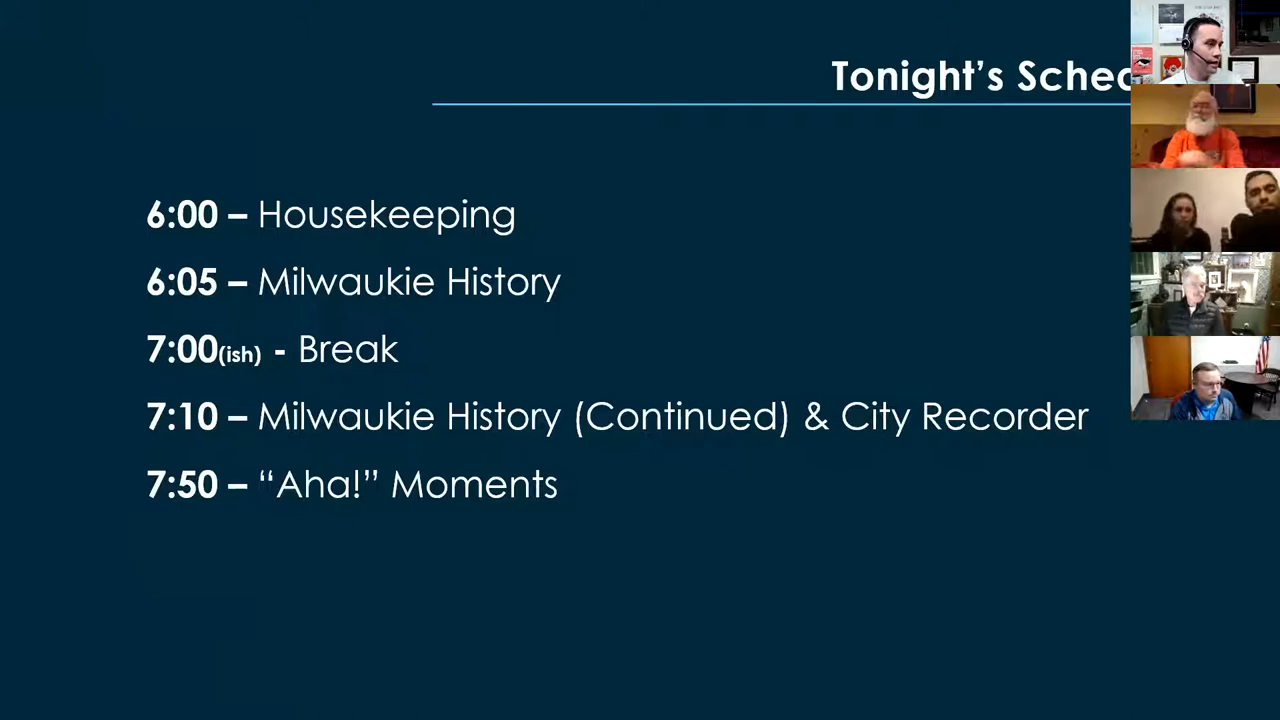 Tonight's Sched
6:00 – Housekeeping
6:05 – Milwaukie History
7:00(ish) - Break
7:10 – Milwaukie History (Continued) & City Recorder
7:50 – “Aha!” Moments